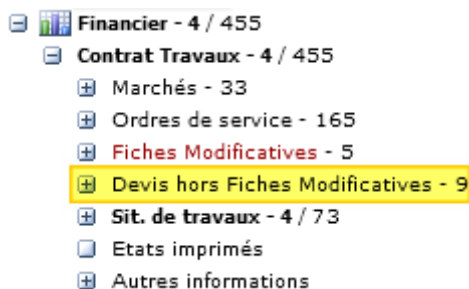 Financier - 4 / 455
Contrat Travaux - 4 / 455
Marchés - 33
Ordres de service - 165
Fiches Modificatives - 5
Devis hors Fiches Modificatives - 9
Sit. de travaux - 4 / 73
Etats imprimés
Autres informations